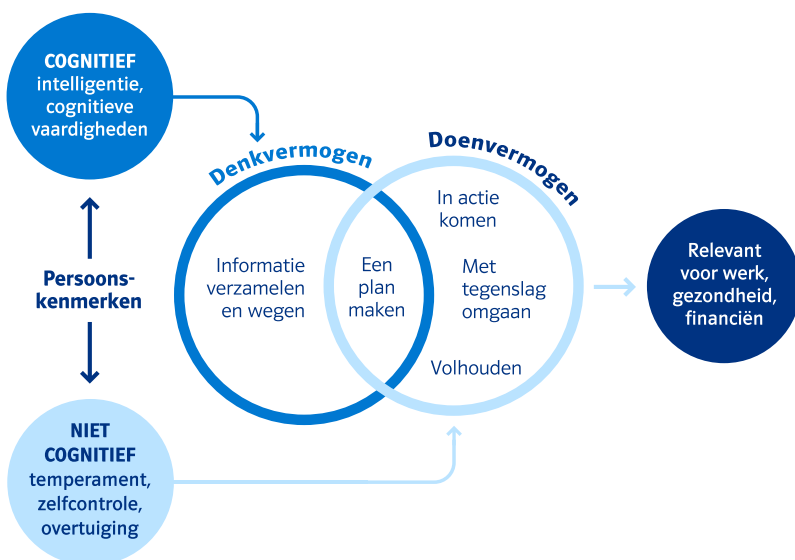 COGNITIEF
intelligentie,
cognitieve
vaardigheden
Persoons-
kenmerken
NIET
COGNITIEF
temperament,
zelfcontrole,
overtuiging
Denkvermogen
Informatie
verzamelen
en wegen
Een
plan
maken
Doenvermogen
In actie
komen
Met
tegenslag
omgaan
Volhouden
Relevant
voor werk,
gezondheid,
financiën